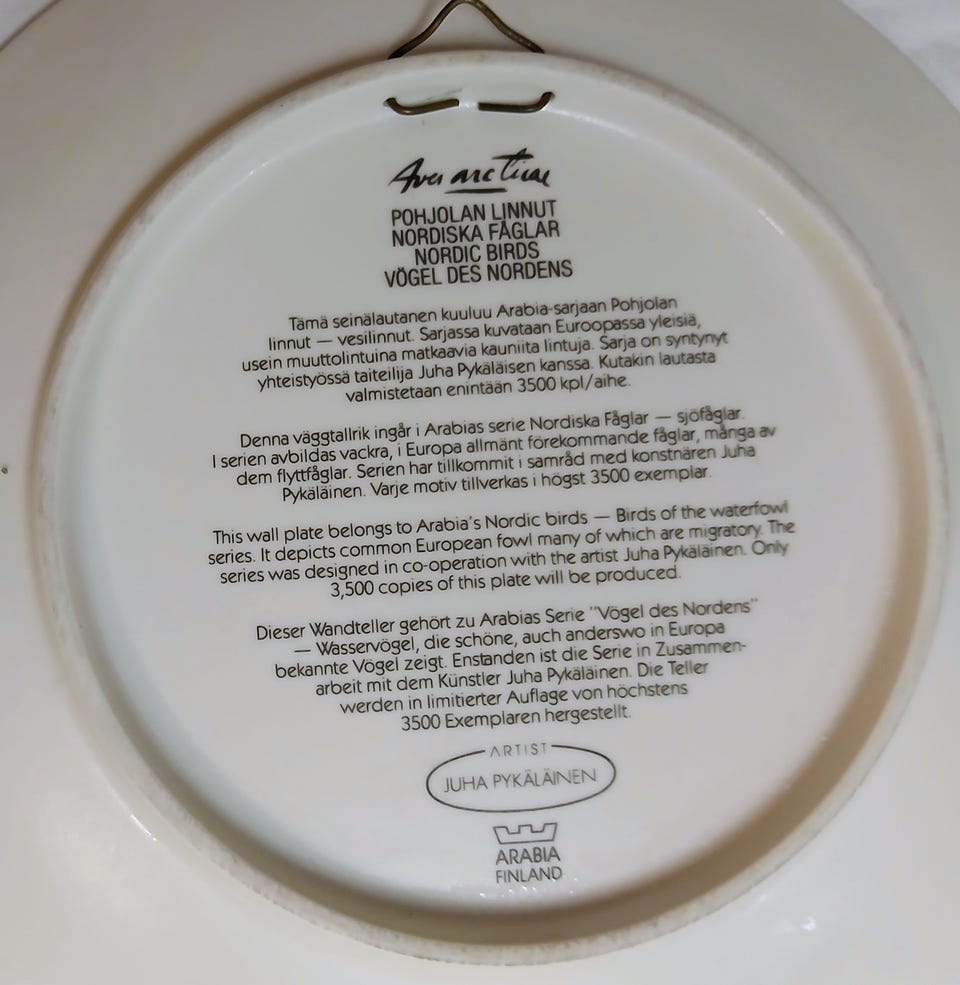 Aves arcticae
POHJOLAN LINNUT
NORDISKA FÅGLAR
NORDIC BIRDS
VÖGEL DES NORDENS
Tämä seinälautanen kuuluu Arabia-sarjaan Pohjolan
linnut — vesilinnut. Sarjassa kuvataan Euroopassa yleisiä,
usein muuttolintuina matkaavia kauniita lintuja. Sarja on syntynyt
yhteistyössä taiteilija Juha Pykäläisen kanssa. Kutakin lautasta
valmistetaan enintään 3500 kpl/aihe.
Denna väggtallrik ingår i Arabias serie Nordiska Fåglar — sjöfåglar.
I serien avbildas vackra, i Europa allmänt förekommande fåglar, många av
dem flyttfåglar. Serien har tillkommit i samråd med konstnären Juha
Pykäläinen. Varje motiv tillverkas i högst 3500 exemplar.
This wall plate belongs to Arabia's Nordic birds — Birds of the waterfowl
series. It depicts common European fowl many of which are migratory. The
series was designed in co-operation with the artist Juha Pykäläinen. Only
3,500 copies of this plate will be produced.
Dieser Wandteller gehört zu Arabias Serie "Vögel des Nordens"
— Wasservögel, die schöne, auch anderswo in Europa
bekannte Vögel zeigt. Enstanden ist die Serie in Zusammen-
arbeit mit dem Künstler Juha Pykäläinen. Die Teller
werden in limitierter Auflage von höchstens
3500 Exemplaren hergestellt.
ARTIST
JUHA PYKÄLÄINEN
ARABIA
FINLAND